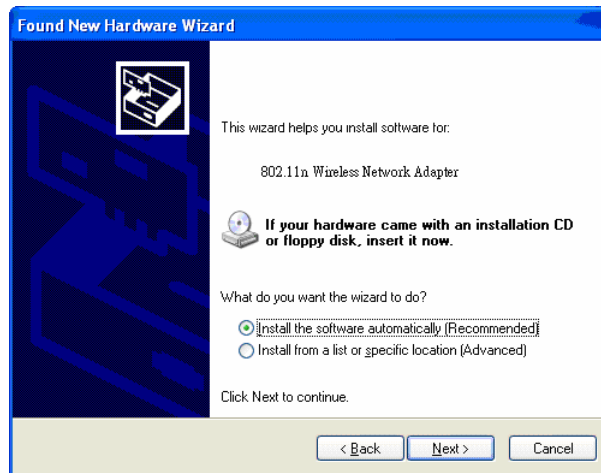 Found New Hardware Wizard
This wizard helps you install software for:
802.11n Wireless Network Adapter
If your hardware came with an installation CD
or floppy disk, insert it now.
What do you want the wizard to do?
Install the software automatically (Recommended)
Install from a list or specific location (Advanced)
Click Next to continue.
< Back
Next >
Cancel